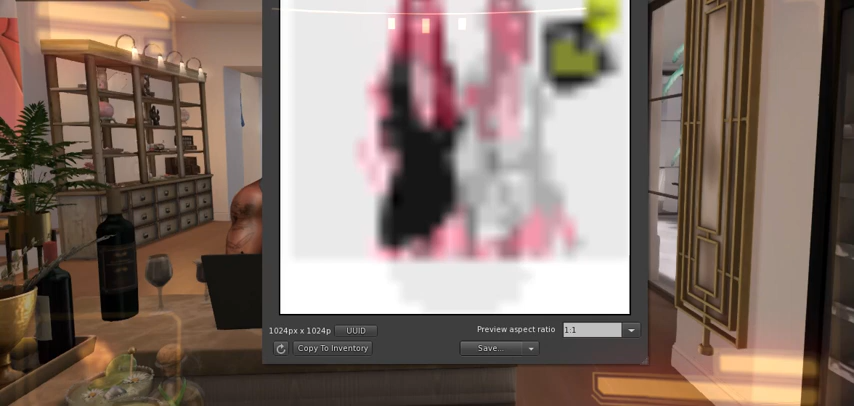 1024px x 1024p UUID Preview aspect ratio 1:1
Copy To Inventory Save...